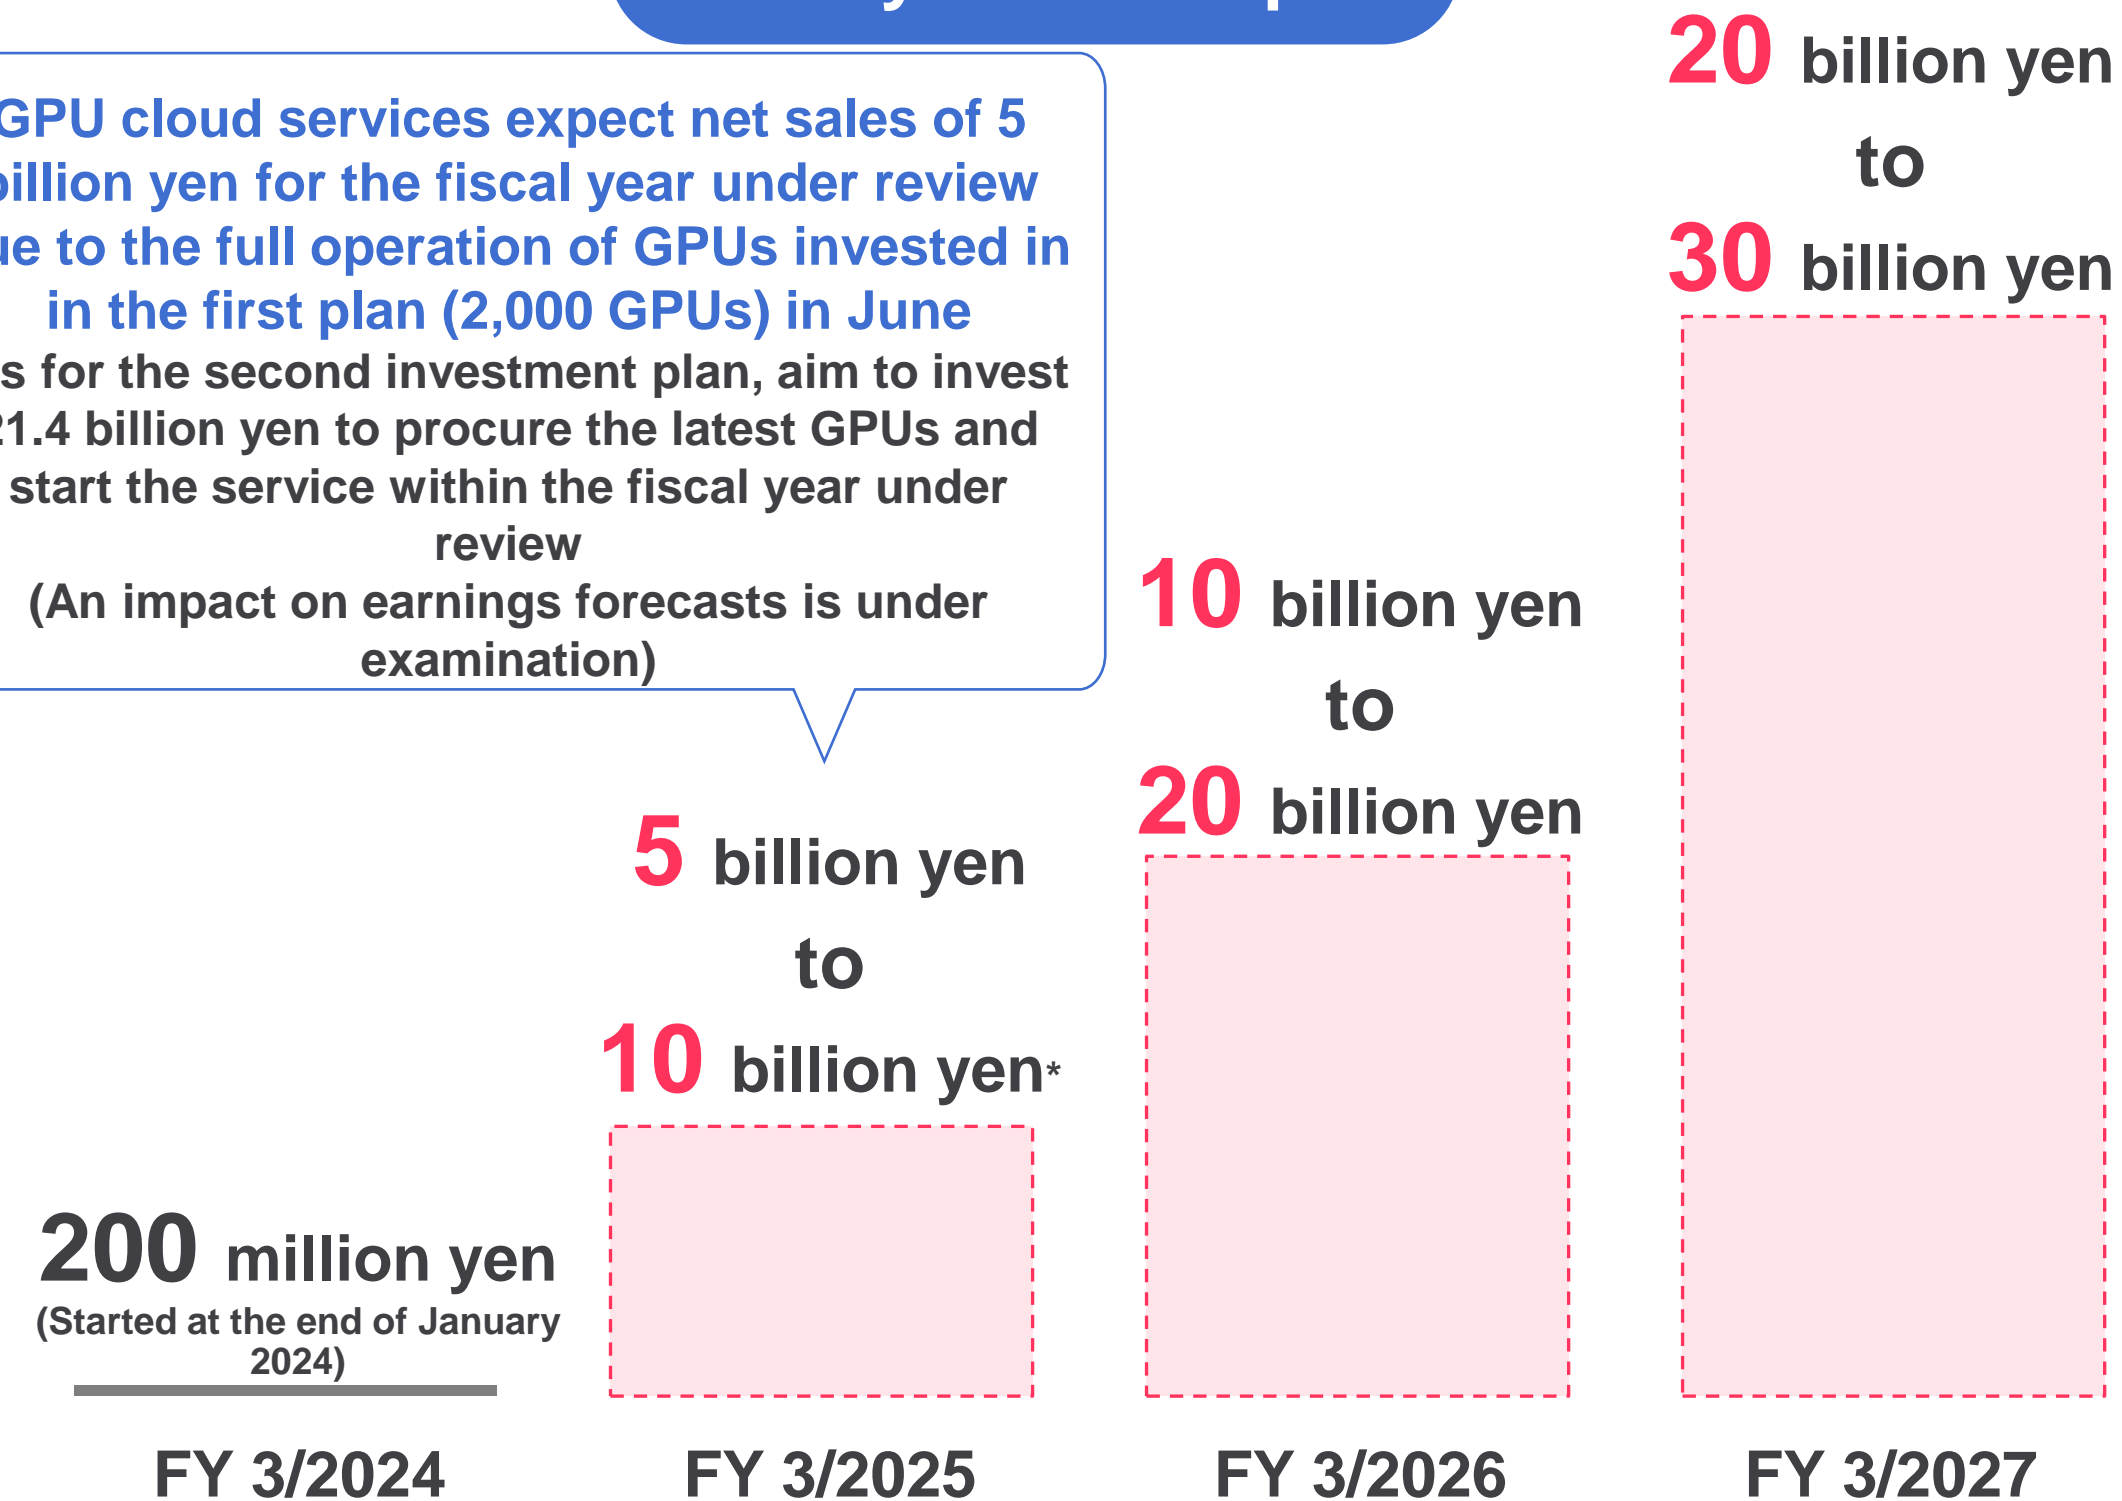 20 billion yen
to
30 billion yen
GPU cloud services expect net sales of 5
billion yen for the fiscal year under review
to the full operation of GPUs invested in
in the first plan (2,000 GPUs) in June
for the second investment plan, aim to invest
billion yen to procure the latest GPUs and
start the service within the fiscal year under
review
(An impact on earnings forecasts is under
examination)
10 billion yen
to
20 billion yen
5 billion yen
to
10 billion yen*
200 million yen
(Started at the end of January
2024)
FY 3/2024
FY 3/2025
FY 3/2026
FY 3/2027